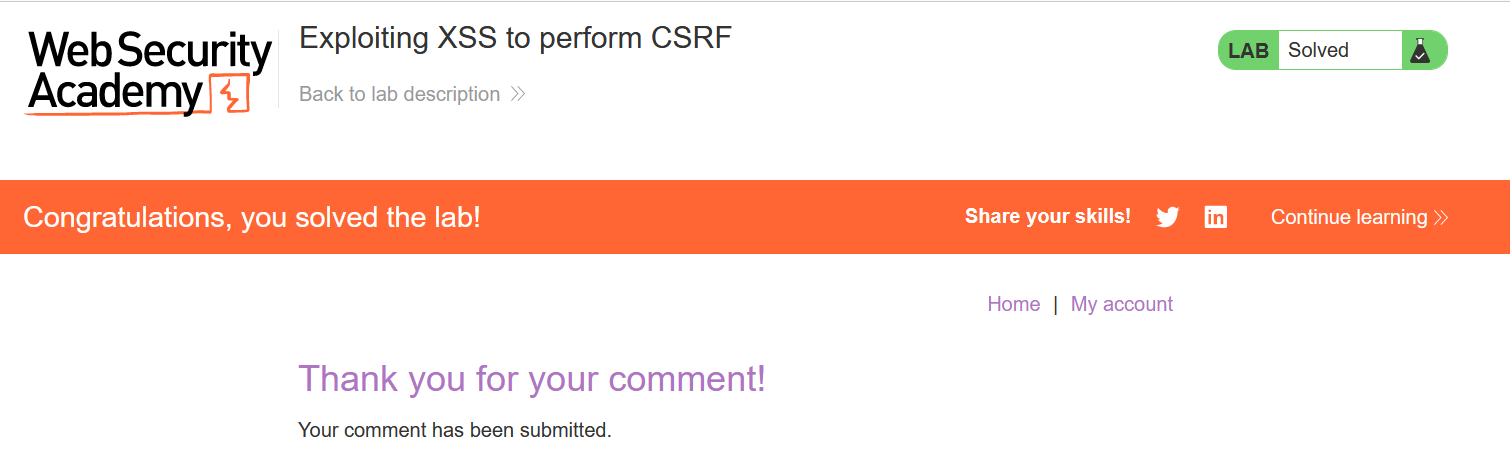 Web Security
Academy
Exploiting XSS to perform CSRF
Back to lab description
LAB Solved
Congratulations, you solved the lab!
Share your skills!
Continue learning
Home | My account
Thank you for your comment!
Your comment has been submitted.